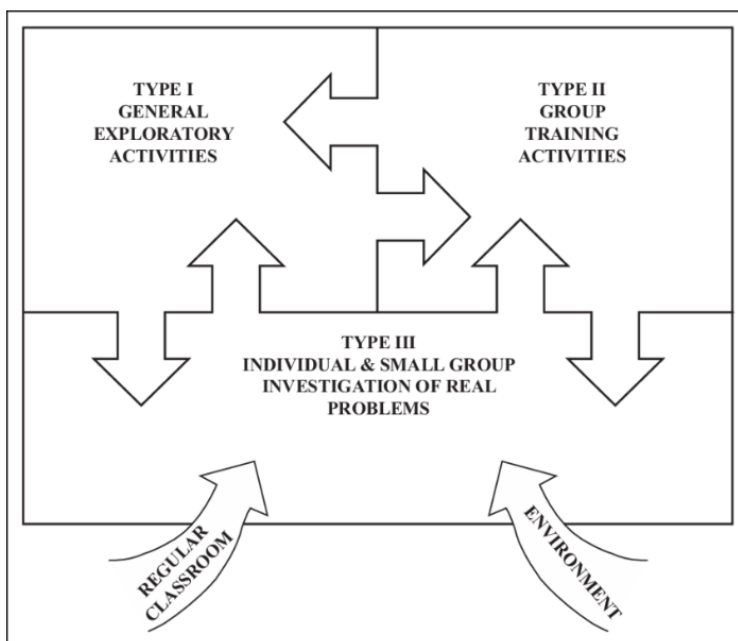 TYPE I
GENERAL
EXPLORATORY
ACTIVITIES
TYPE II
GROUP
TRAINING
ACTIVITIES
TYPE III
INDIVIDUAL & SMALL GROUP
INVESTIGATION OF REAL
PROBLEMS
REGULAR
CLASSROOM
ENVIRONMENT